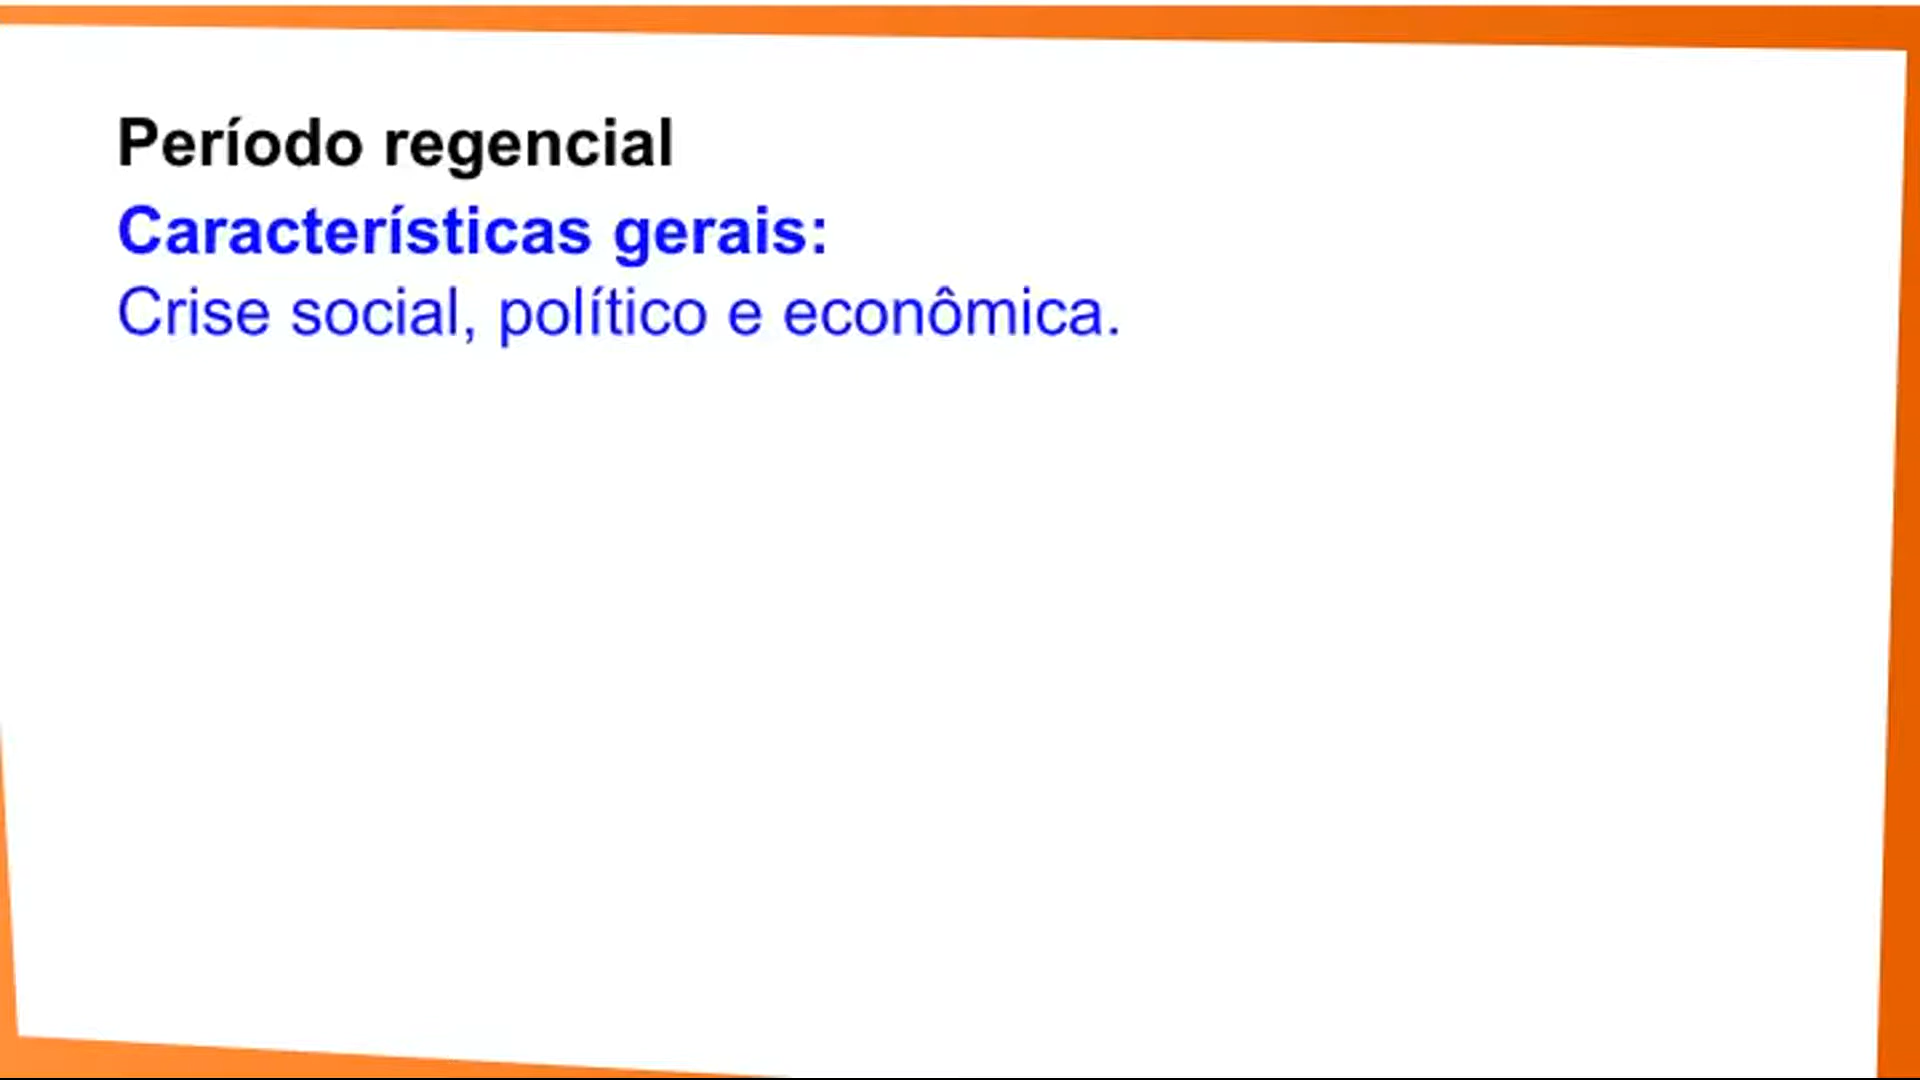 Período regencial
Características gerais:
Crise social, político e econômica.